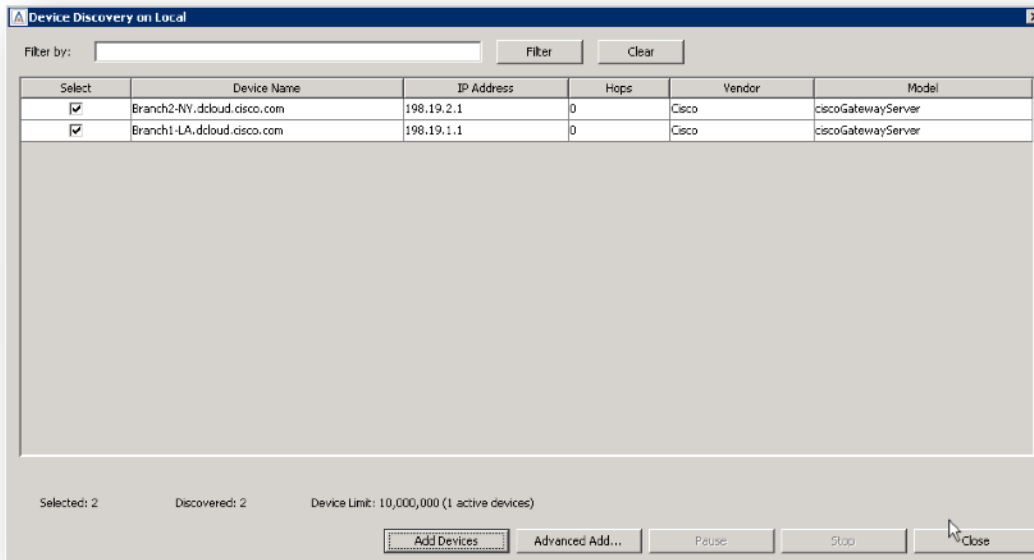 Device Discovery on Local
Filter by: Filter Clear
Select Device Name IP Address Hops Vendor Model
Branch2-NY.dcloud.cisco.com 198.19.2.1 0 Cisco ciscoGatewayServer
Branch1-LA.dcloud.cisco.com 198.19.1.1 0 Cisco ciscoGatewayServer
Selected: 2 Discovered: 2 Device Limit: 10,000,000 (1 active devices)
Add Devices Advanced Add... Pause Stop Close